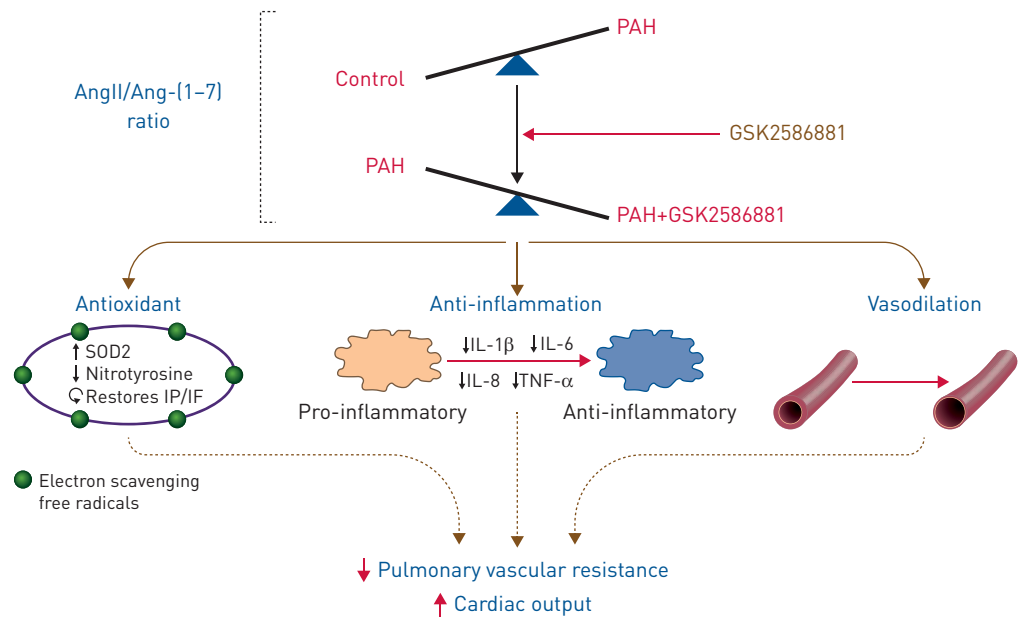 PAH
Control
AngII/Ang-(1–7)
ratio
GSK2586881
PAH
PAH+GSK2586881
Antioxidant
Anti-inflammation
Vasodilation
↑ SOD2
↓ Nitrotyrosine
Restores IP/IF
↓IL-1β ↓IL-6
↓IL-8 ↓TNF-α
Pro-inflammatory
Anti-inflammatory
Electron scavenging
free radicals
↓ Pulmonary vascular resistance
↑ Cardiac output